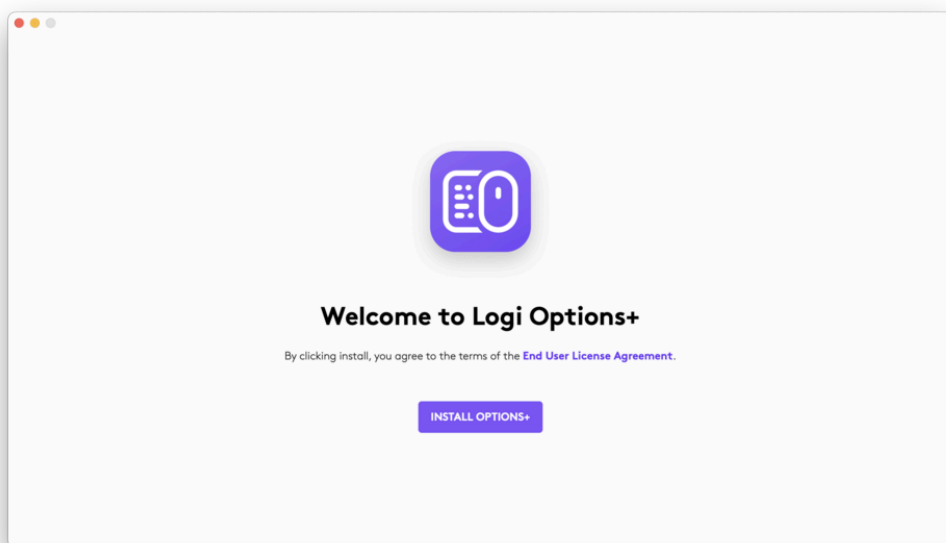 Welcome to Logi Options+
By clicking install, you agree to the terms of the End User License Agreement.
INSTALL OPTIONS+